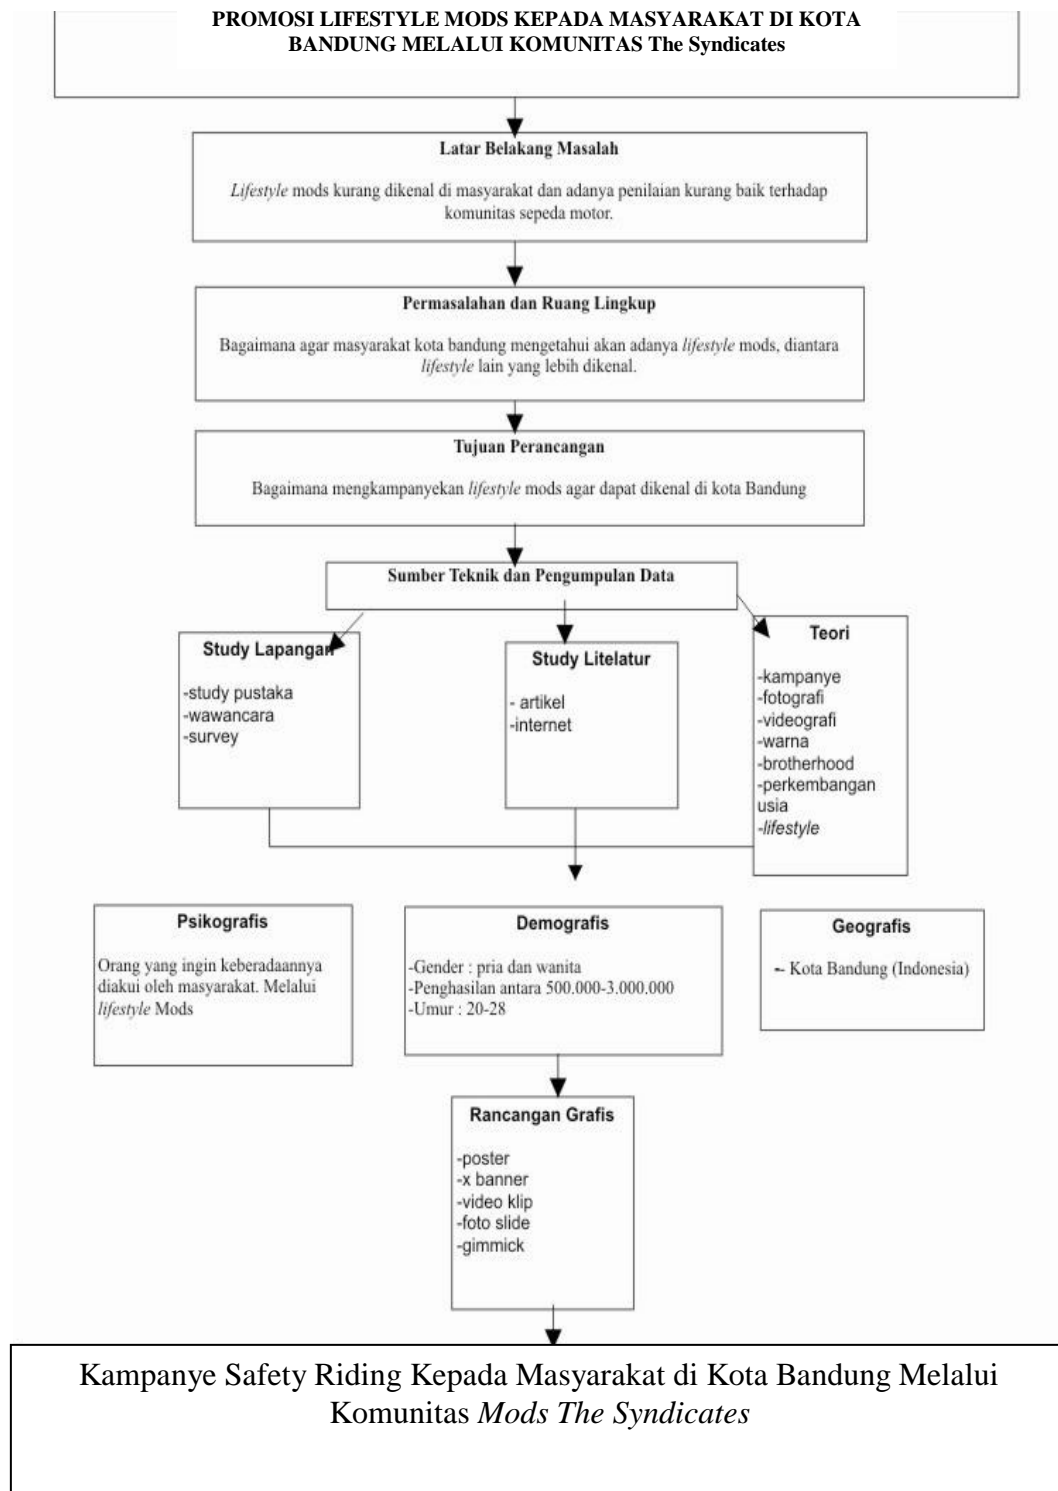 PROMOSI LIFESTYLE MODS KEPADA MASYARAKAT DI KOTA
BANDUNG MELALUI KOMUNITAS The Syndicates
Latar Belakang Masalah
Lifestyle mods kurang dikenal di masyarakat dan adanya penilaian kurang baik terhadap
komunitas sepeda motor.
Permasalahan dan Ruang Lingkup
Bagaimana agar masyarakat kota bandung mengetahui akan adanya lifestyle mods, diantara
lifestyle lain yang lebih dikenal.
Tujuan Perancangan
Bagaimana mengkampanyekan lifestyle mods agar dapat dikenal di kota Bandung
Sumber Teknik dan Pengumpulan Data
Study Lapangan
-study pustaka
-wawancara
-survey
Study Litelatur
- artikel
-internet
Teori
-kampanye
-fotografi
-videografi
-warna
-brotherhood
-perkembangan
usia
-lifestyle
Psikografis
Orang yang ingin keberadaannya
diakui oleh masyarakat. Melalui
lifestyle Mods
Demografis
-Gender : pria dan wanita
-Penghasilan antara 500.000-3.000.000
-Umur : 20-28
Geografis
- Kota Bandung (Indonesia)
Rancangan Grafis
-poster
-x banner
-video klip
-foto slide
-gimmick
Kampanye Safety Riding Kepada Masyarakat di Kota Bandung Melalui
Komunitas Mods The Syndicates